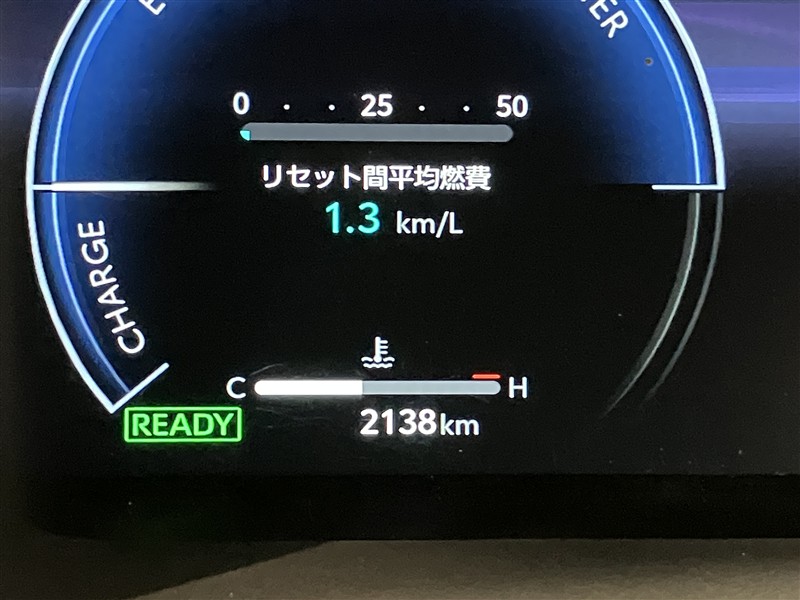 0 · · 25 · · 50
リセット間平均燃費
1.3 km/L
CHARGE
C H
READY
2138km